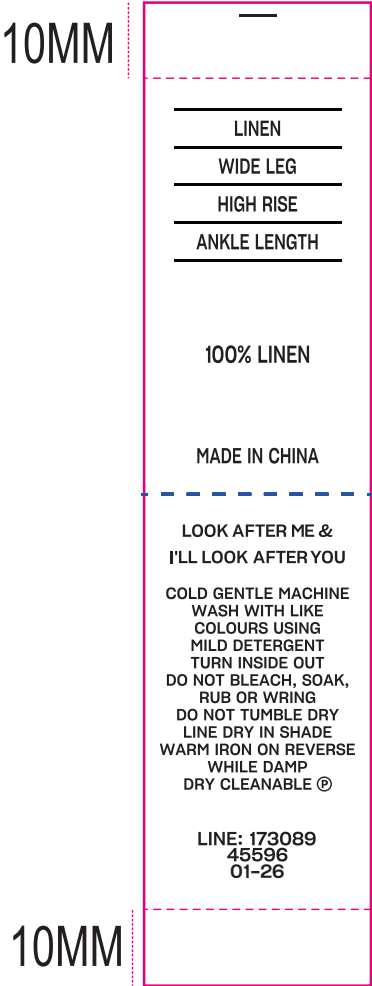 10MM
LINEN
WIDE LEG
HIGH RISE
ANKLE LENGTH
100% LINEN
MADE IN CHINA
LOOK AFTER ME &
I'LL LOOK AFTER YOU
COLD GENTLE MACHINE
WASH WITH LIKE
COLOURS USING
MILD DETERGENT
TURN INSIDE OUT
DO NOT BLEACH, SOAK,
RUB OR WRING
DO NOT TUMBLE DRY
LINE DRY IN SHADE
WARM IRON ON REVERSE
WHILE DAMP
DRY CLEANABLE Ⓟ
LINE: 173089
45596
01-26
10MM